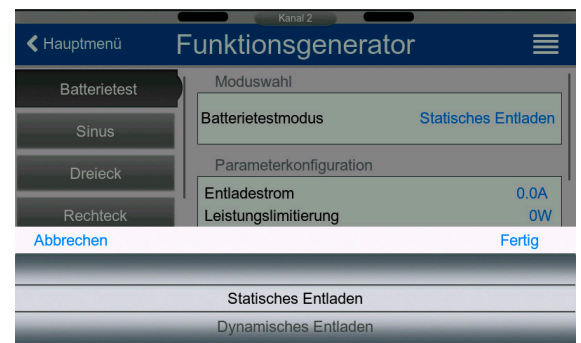 Kanal 2
Hauptmenü
Funktionsgenerator
Batterietest
Sinus
Dreieck
Rechteck
Moduswahl
Batterietestmodus Statisches Entladen
Parameterkonfiguration
Entladestrom 0.0A
Leistungslimitierung 0W
Abbrechen Fertig
Statisches Entladen
Dynamisches Entladen